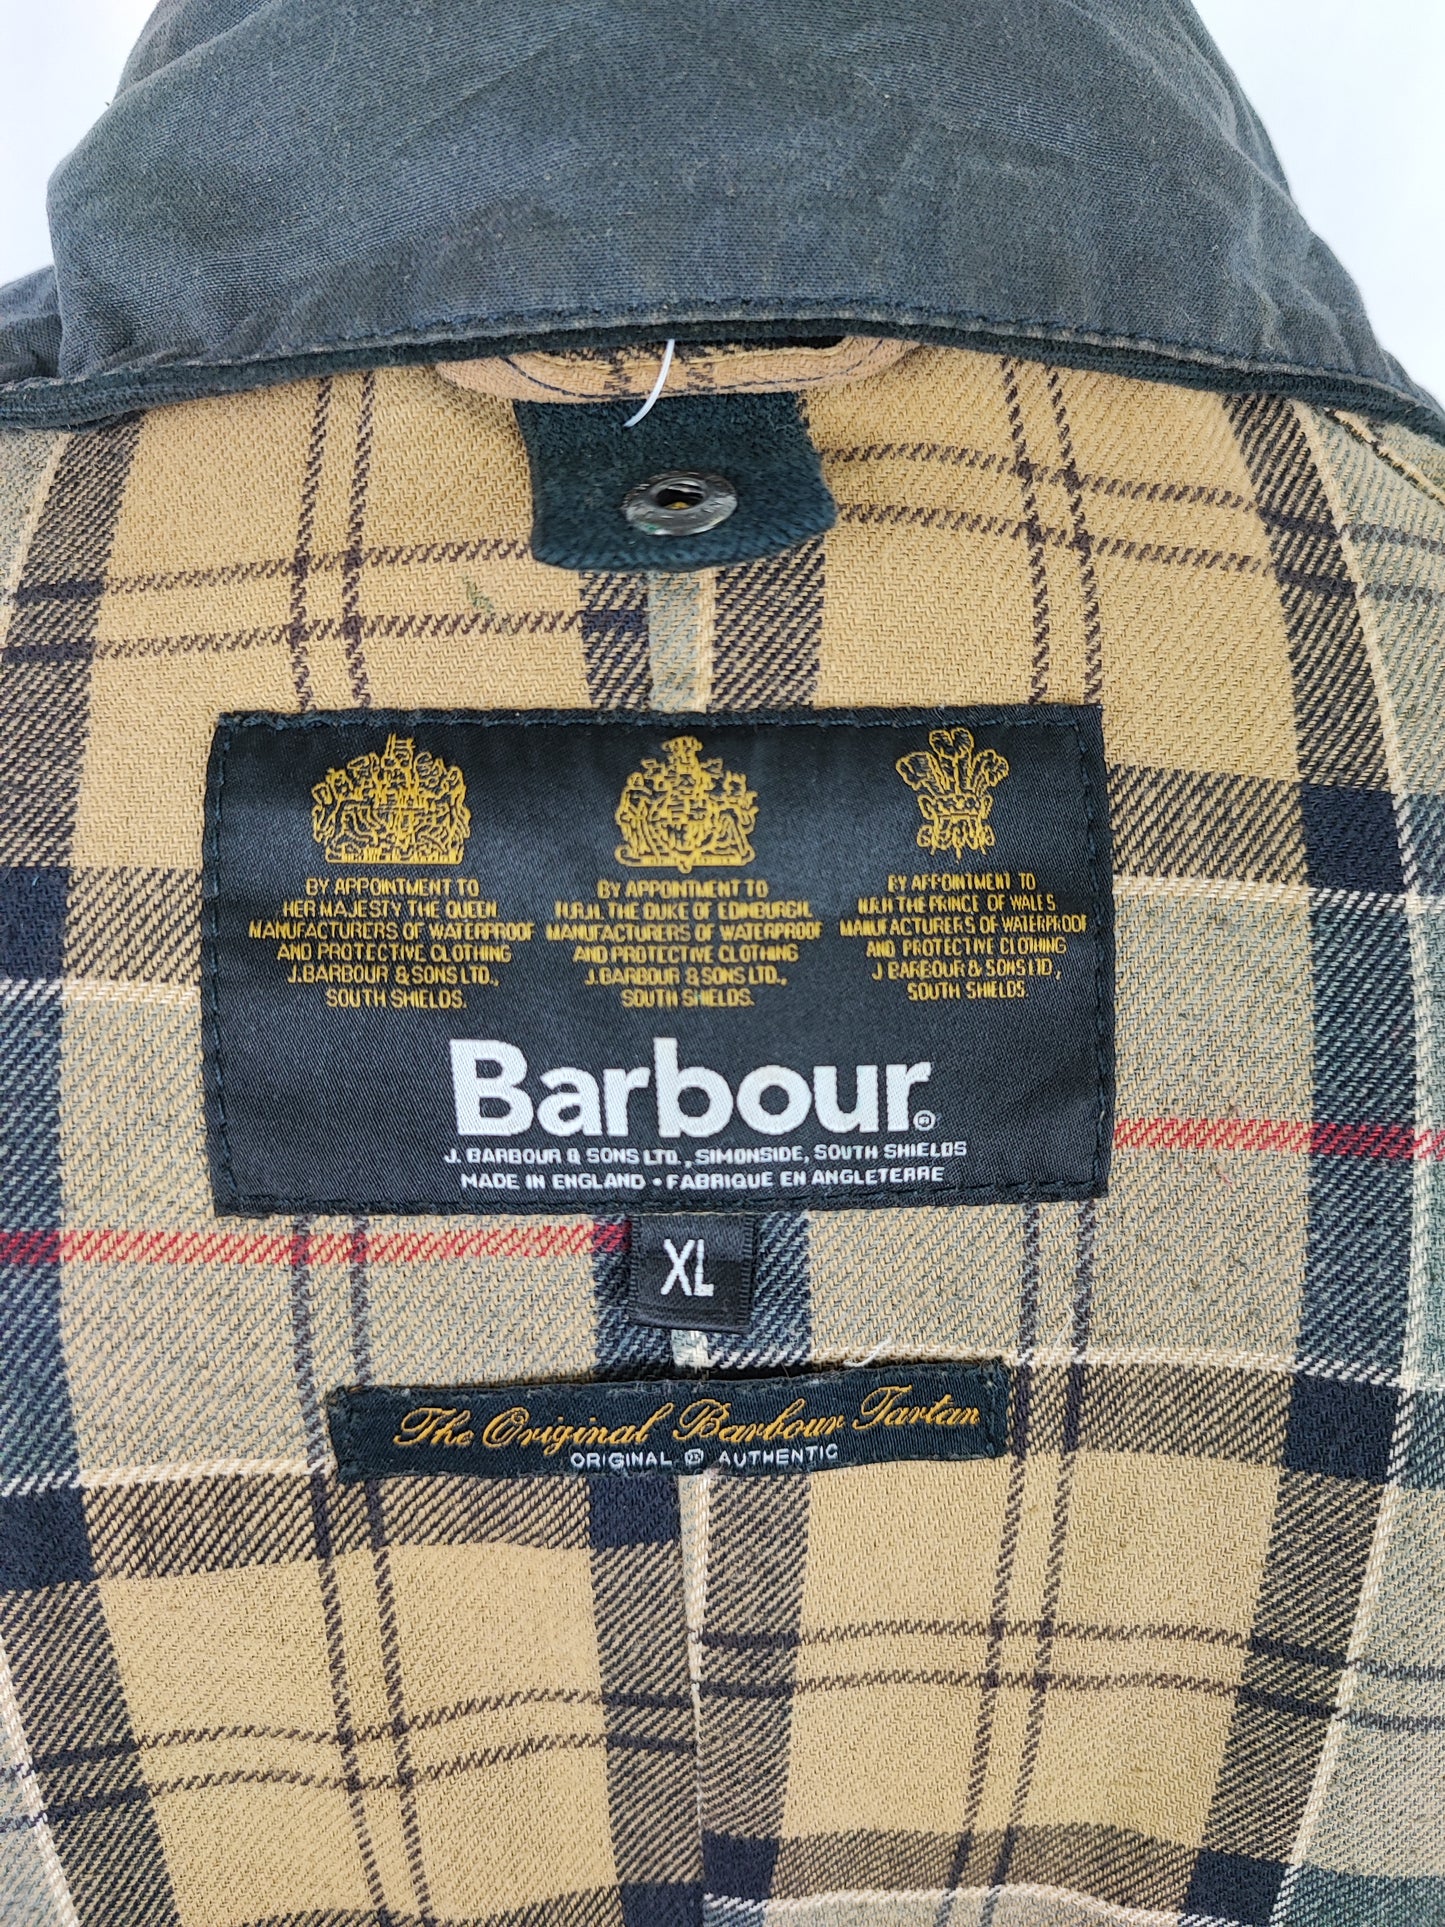 BY APPOINTMENT TO
HER MAJESTY THE QUEEN
MANUFACTURERS OF WATERPROOF
AND PROTECTIVE CLOTHING
J.BARBOUR & SONS LTD.,
SOUTH SHIELDS.
BY APPOINTMENT TO
H.R.H. THE DUKE OF EDINBURGH,
MANUFACTURERS OF WATERPROOF
AND PROTECTIVE CLOTHING
J.BARBOUR & SONS LTD.,
SOUTH SHIELDS.
BY APPOINTMENT TO
H.R.H THE PRINCE OF WALES
MANUFACTURERS OF WATERPROOF
AND PROTECTIVE CLOTHING
J BARBOUR & SONS LTD,
SOUTH SHIELDS.
Barbour®
J. BARBOUR & SONS LTD., SIMONSIDE, SOUTH SHIELDS
MADE IN ENGLAND • FABRIQUE EN ANGLETERRE
XL
The Original Barbour Tartan
ORIGINAL ® AUTHENTIC